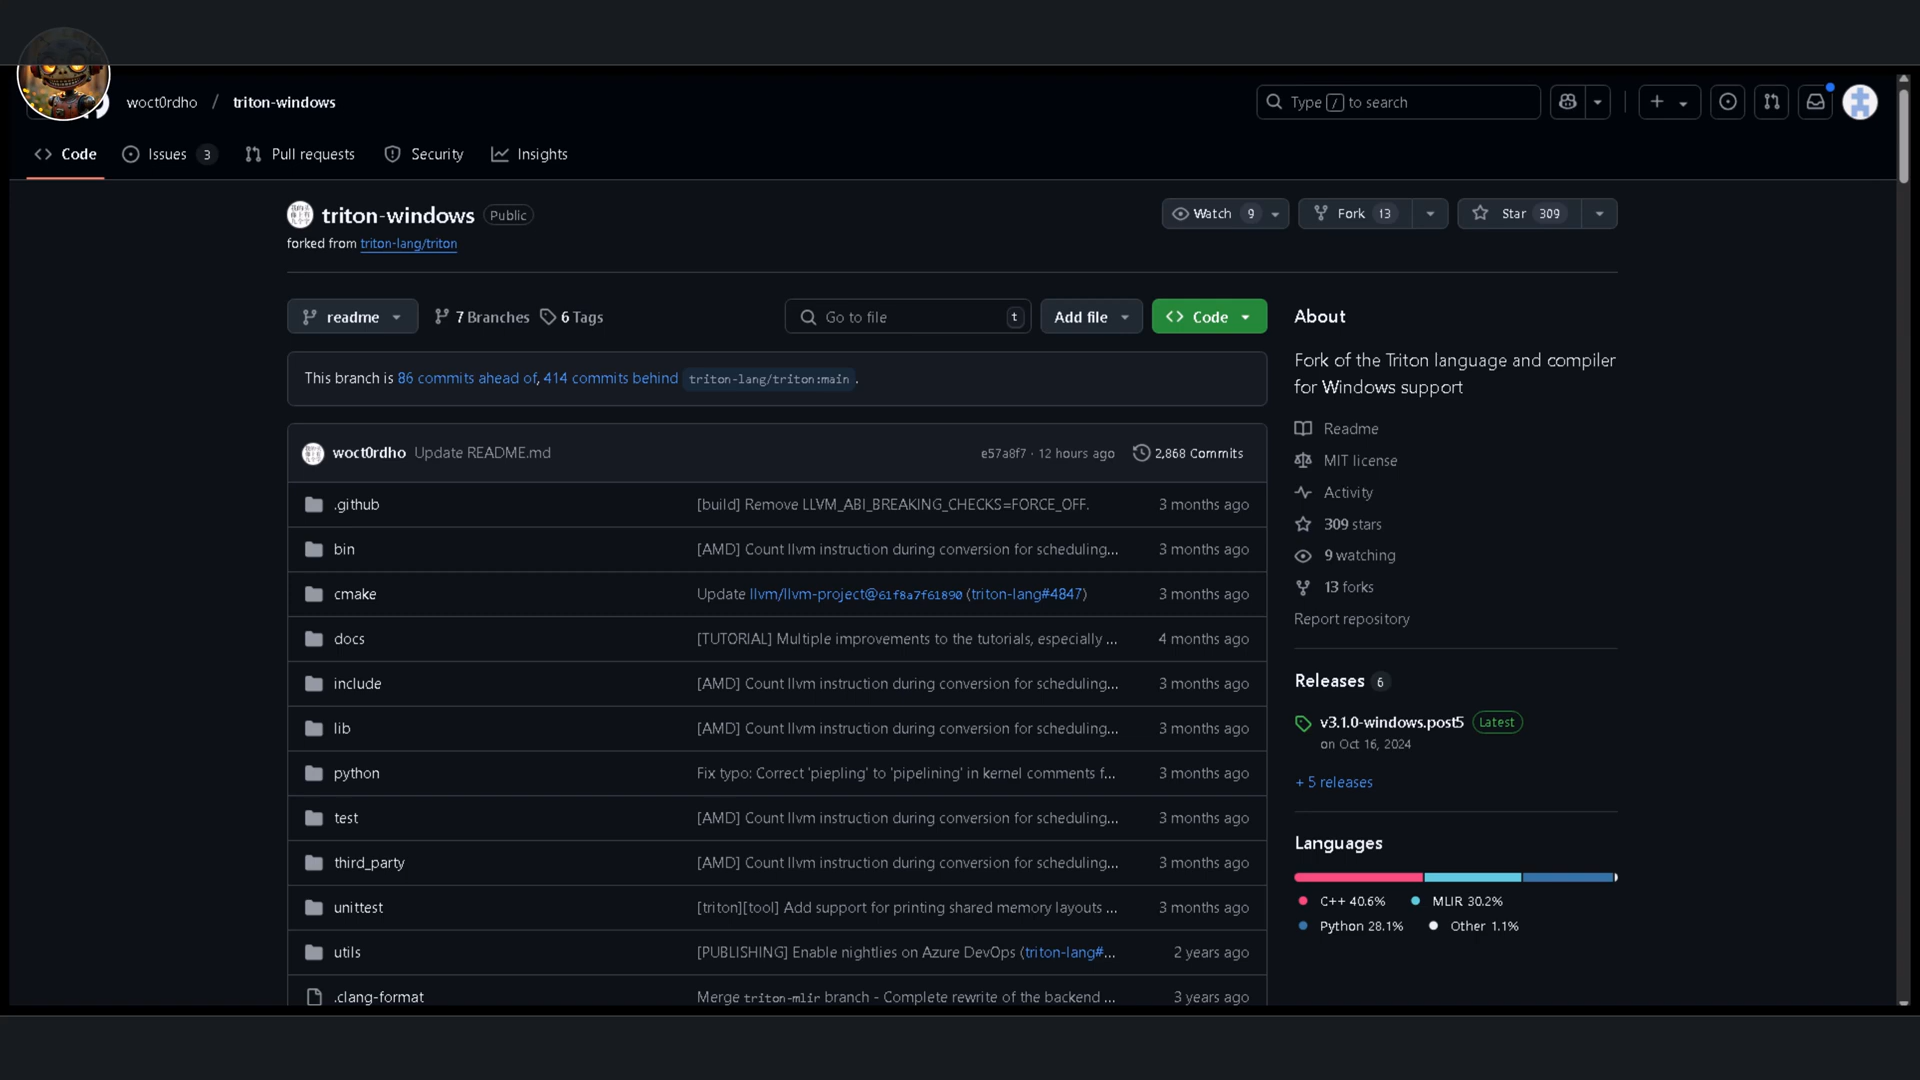 woct0rdho / triton-windows
Type / to search
Code Issues 3 Pull requests Security Insights
triton-windows Public
Watch 9 Fork 13 Star 309
forked from triton-lang/triton
readme 7 Branches 6 Tags Go to file t Add file Code
This branch is 86 commits ahead of, 414 commits behind triton-lang/triton:main .
woct0rdho Update README.md e57a8f7 · 12 hours ago 2,868 Commits
.github [build] Remove LLVM_ABI_BREAKING_CHECKS=FORCE_OFF. 3 months ago
bin [AMD] Count llvm instruction during conversion for scheduling... 3 months ago
cmake Update llvm/llvm-project@61f8a7f61890 (triton-lang#4847) 3 months ago
docs [TUTORIAL] Multiple improvements to the tutorials, especially ... 4 months ago
include [AMD] Count llvm instruction during conversion for scheduling... 3 months ago
lib [AMD] Count llvm instruction during conversion for scheduling... 3 months ago
python Fix typo: Correct 'piepling' to 'pipelining' in kernel comments f... 3 months ago
test [AMD] Count llvm instruction during conversion for scheduling... 3 months ago
third_party [AMD] Count llvm instruction during conversion for scheduling... 3 months ago
unittest [triton][tool] Add support for printing shared memory layouts ... 3 months ago
utils [PUBLISHING] Enable nightlies on Azure DevOps (triton-lang#... 2 years ago
.clang-format Merge triton-mlir branch - Complete rewrite of the backend ... 3 years ago
About
Fork of the Triton language and compiler
for Windows support
Readme
MIT license
Activity
309 stars
9 watching
13 forks
Report repository
Releases 6
v3.1.0-windows.post5 Latest
on Oct 16, 2024
+ 5 releases
Languages
C++ 40.6% MLIR 30.2%
Python 28.1% Other 1.1%